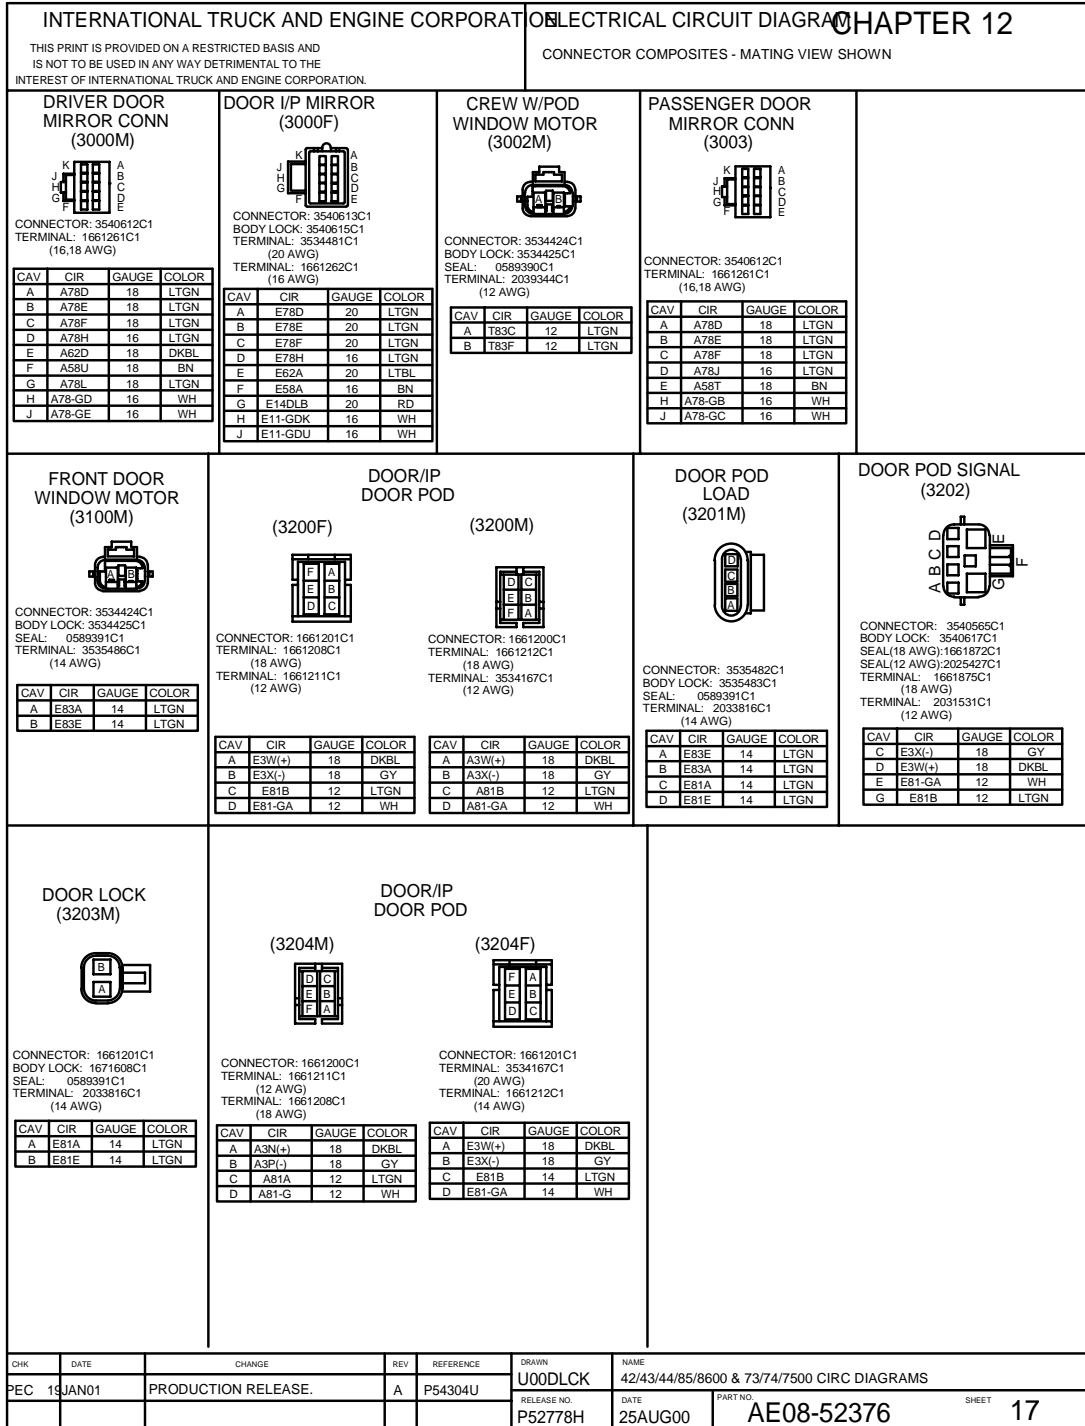 INTERNATIONAL TRUCK AND ENGINE CORPORATION
ELECTRICAL CIRCUIT DIAGRAM
CHAPTER 12
THIS PRINT IS PROVIDED ON A RESTRICTED BASIS AND
IS NOT TO BE USED IN ANY WAY DETRIMENTAL TO THE
INTEREST OF INTERNATIONAL TRUCK AND ENGINE CORPORATION.
CONNECTOR COMPOSITES - MATING VIEW SHOWN
DRIVER DOOR
MIRROR CONN
(3000M)
K J H G F
A B C D E
CONNECTOR: 3540612C1
TERMINAL: 1661261C1
(16,18 AWG)
CAV CIR GAUGE COLOR
A A78D 18 LTGN
B A78E 18 LTGN
C A78F 18 LTGN
D A78H 16 LTGN
E A62D 18 DKBL
F A58U 18 BN
G A78L 18 LTGN
H A78-GD 16 WH
J A78-GE 16 WH
DOOR I/P MIRROR
(3000F)
K J H G F
A B C D E
CONNECTOR: 3540613C1
BODY LOCK: 3540615C1
TERMINAL: 3534481C1
(20 AWG)
TERMINAL: 1661262C1
(16 AWG)
CAV CIR GAUGE COLOR
A E78D 20 LTGN
B E78E 20 LTGN
C E78F 20 LTGN
D E78H 16 LTGN
E E62A 20 LTBL
F E58A 16 BN
G E14DLB 20 RD
H E11-GDK 16 WH
J E11-GDU 16 WH
CREW W/POD
WINDOW MOTOR
(3002M)
A B
CONNECTOR: 3534424C1
BODY LOCK: 3534425C1
SEAL: 0589390C1
TERMINAL: 2039344C1
(12 AWG)
CAV CIR GAUGE COLOR
A T83C 12 LTGN
B T83F 12 LTGN
PASSENGER DOOR
MIRROR CONN
(3003)
K J H G F
A B C D E
CONNECTOR: 3540612C1
TERMINAL: 1661261C1
(16,18 AWG)
CAV CIR GAUGE COLOR
A A78D 18 LTGN
B A78E 18 LTGN
C A78F 18 LTGN
D A78J 16 LTGN
E A58T 18 BN
H A78-GB 16 WH
J A78-GC 16 WH
FRONT DOOR
WINDOW MOTOR
(3100M)
A B
CONNECTOR: 3534424C1
BODY LOCK: 3534425C1
SEAL: 0589391C1
TERMINAL: 3535486C1
(14 AWG)
CAV CIR GAUGE COLOR
A E83A 14 LTGN
B E83E 14 LTGN
DOOR/IP
DOOR POD
(3200F)
F A
E B
D C
CONNECTOR: 1661201C1
TERMINAL: 1661208C1
(18 AWG)
TERMINAL: 1661211C1
(12 AWG)
CAV CIR GAUGE COLOR
A E3W(+) 18 DKBL
B E3X(-) 18 GY
C E81B 12 LTGN
D E81-GA 12 WH
(3200M)
D C
E B
F A
CONNECTOR: 1661200C1
TERMINAL: 1661212C1
(18 AWG)
TERMINAL: 3534167C1
(12 AWG)
CAV CIR GAUGE COLOR
A A3W(+) 18 DKBL
B A3X(-) 18 GY
C A81B 12 LTGN
D A81-GA 12 WH
DOOR POD
LOAD
(3201M)
D
C
B
A
CONNECTOR: 3535482C1
BODY LOCK: 3535483C1
SEAL: 0589391C1
TERMINAL: 2033816C1
(14 AWG)
CAV CIR GAUGE COLOR
A E83E 14 LTGN
B E83A 14 LTGN
C E81A 14 LTGN
D E81E 14 LTGN
DOOR POD SIGNAL
(3202)
A B C D
E
F
G
CONNECTOR: 3540565C1
BODY LOCK: 3540617C1
SEAL(18 AWG):1661872C1
SEAL(12 AWG):2025427C1
TERMINAL: 1661875C1
(18 AWG)
TERMINAL: 2031531C1
(12 AWG)
CAV CIR GAUGE COLOR
C E3X(-) 18 GY
D E3W(+) 18 DKBL
E E81-GA 12 WH
G E81B 12 LTGN
DOOR LOCK
(3203M)
B
A
CONNECTOR: 1661201C1
BODY LOCK: 1671608C1
SEAL: 0589391C1
TERMINAL: 2033816C1
(14 AWG)
CAV CIR GAUGE COLOR
A E81A 14 LTGN
B E81E 14 LTGN
DOOR/IP
DOOR POD
(3204M)
D C
E B
F A
CONNECTOR: 1661200C1
TERMINAL: 1661211C1
(12 AWG)
TERMINAL: 1661208C1
(18 AWG)
CAV CIR GAUGE COLOR
A A3N(+) 18 DKBL
B A3P(-) 18 GY
C A81A 12 LTGN
D A81-G 12 WH
(3204F)
F A
E B
D C
CONNECTOR: 1661201C1
TERMINAL: 3534167C1
(20 AWG)
TERMINAL: 1661212C1
(14 AWG)
CAV CIR GAUGE COLOR
A E3W(+) 18 DKBL
B E3X(-) 18 GY
C E81B 14 LTGN
D E81-GA 14 WH
CHK DATE CHANGE REV REFERENCE
PEC 19JAN01 PRODUCTION RELEASE. A P54304U
DRAWN
U00DLCK
NAME
42/43/44/85/8600 & 73/74/7500 CIRC DIAGRAMS
RELEASE NO.
P52778H
DATE
25AUG00
PART NO.
AE08-52376
SHEET 17